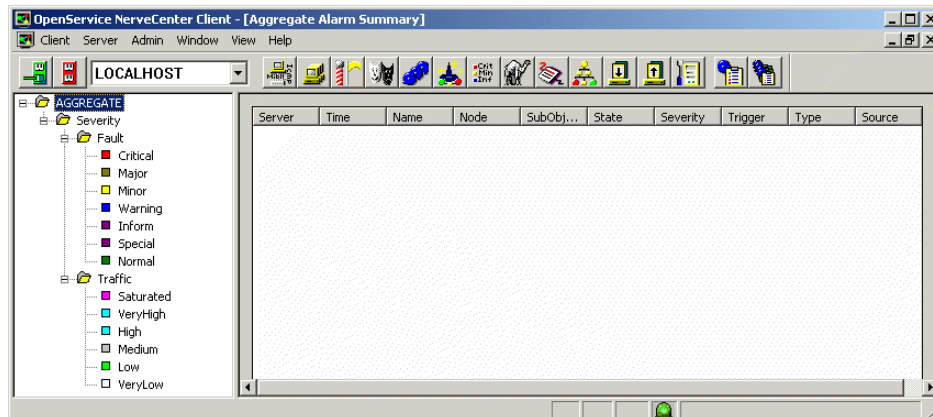 OpenService NerveCenter Client - [Aggregate Alarm Summary]
Client Server Admin Window View Help
LOCALHOST
Crit
Min
Inf
AGGREGATE
Severity
Fault
Critical
Major
Minor
Warning
Inform
Special
Normal
Traffic
Saturated
VeryHigh
High
Medium
Low
VeryLow
Server Time Name Node SubObj... State Severity Trigger Type Source